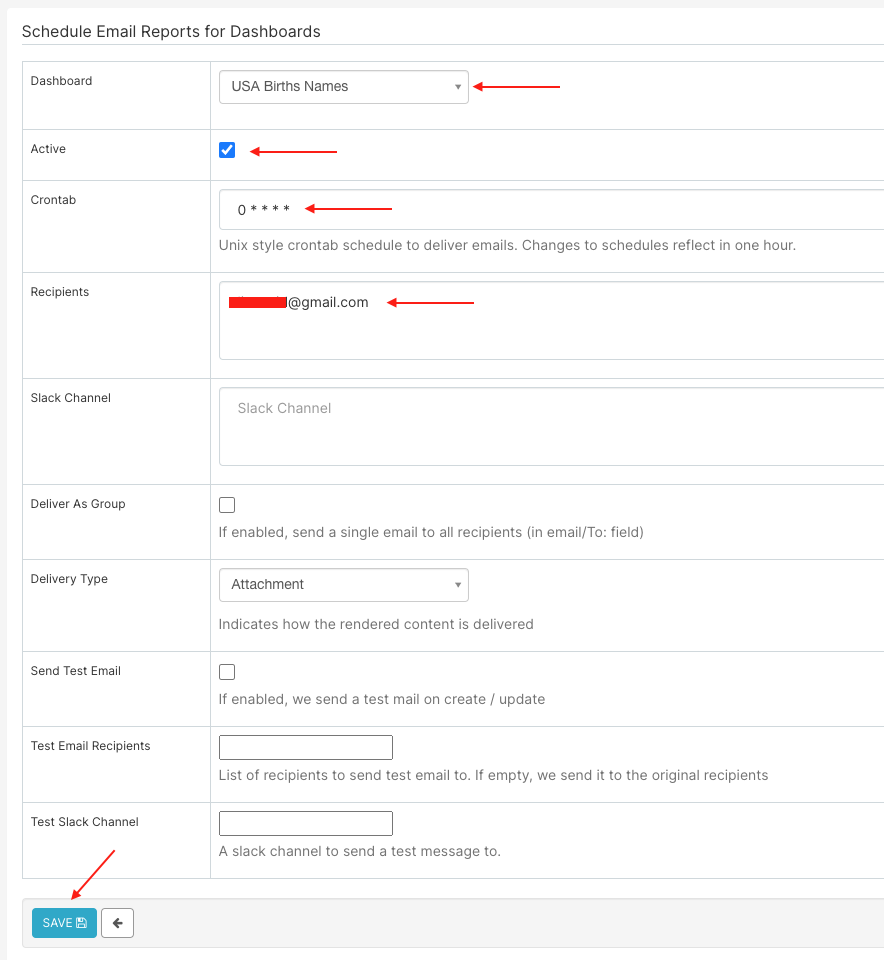 Schedule Email Reports for Dashboards
Dashboard
USA Births Names
Active
Crontab
0 * * * *
Unix style crontab schedule to deliver emails. Changes to schedules reflect in one hour.
Recipients
@gmail.com
Slack Channel
Slack Channel
Deliver As Group
If enabled, send a single email to all recipients (in email/To: field)
Delivery Type
Attachment
Indicates how the rendered content is delivered
Send Test Email
If enabled, we send a test mail on create / update
Test Email Recipients
List of recipients to send test email to. If empty, we send it to the original recipients
Test Slack Channel
A slack channel to send a test message to.
SAVE